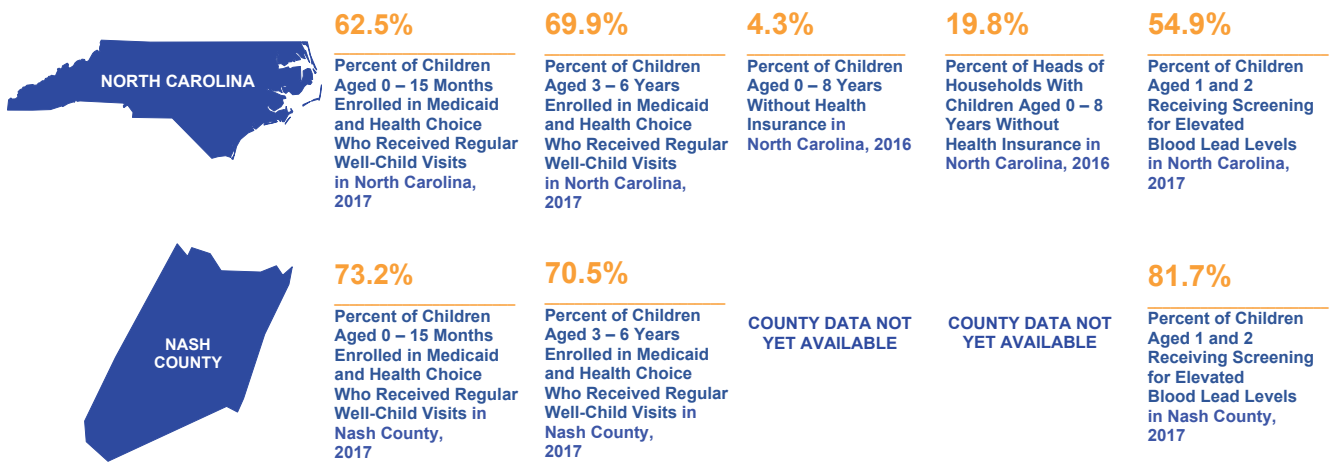 NORTH CAROLINA
62.5%
Percent of Children
Aged 0 – 15 Months
Enrolled in Medicaid
and Health Choice
Who Received Regular
Well-Child Visits
in North Carolina,
2017
69.9%
Percent of Children
Aged 3 – 6 Years
Enrolled in Medicaid
and Health Choice
Who Received Regular
Well-Child Visits
in North Carolina,
2017
4.3%
Percent of Children
Aged 0 – 8 Years
Without Health
Insurance in
North Carolina, 2016
19.8%
Percent of Heads of
Households With
Children Aged 0 – 8
Years Without
Health Insurance in
North Carolina, 2016
54.9%
Percent of Children
Aged 1 and 2
Receiving Screening
for Elevated
Blood Lead Levels
in North Carolina,
2017
NASH
COUNTY
73.2%
Percent of Children
Aged 0 – 15 Months
Enrolled in Medicaid
and Health Choice
Who Received Regular
Well-Child Visits in
Nash County,
2017
70.5%
Percent of Children
Aged 3 – 6 Years
Enrolled in Medicaid
and Health Choice
Who Received Regular
Well-Child Visits in
Nash County,
2017
COUNTY DATA NOT
YET AVAILABLE
COUNTY DATA NOT
YET AVAILABLE
81.7%
Percent of Children
Aged 1 and 2
Receiving Screening
for Elevated
Blood Lead Levels
in Nash County,
2017